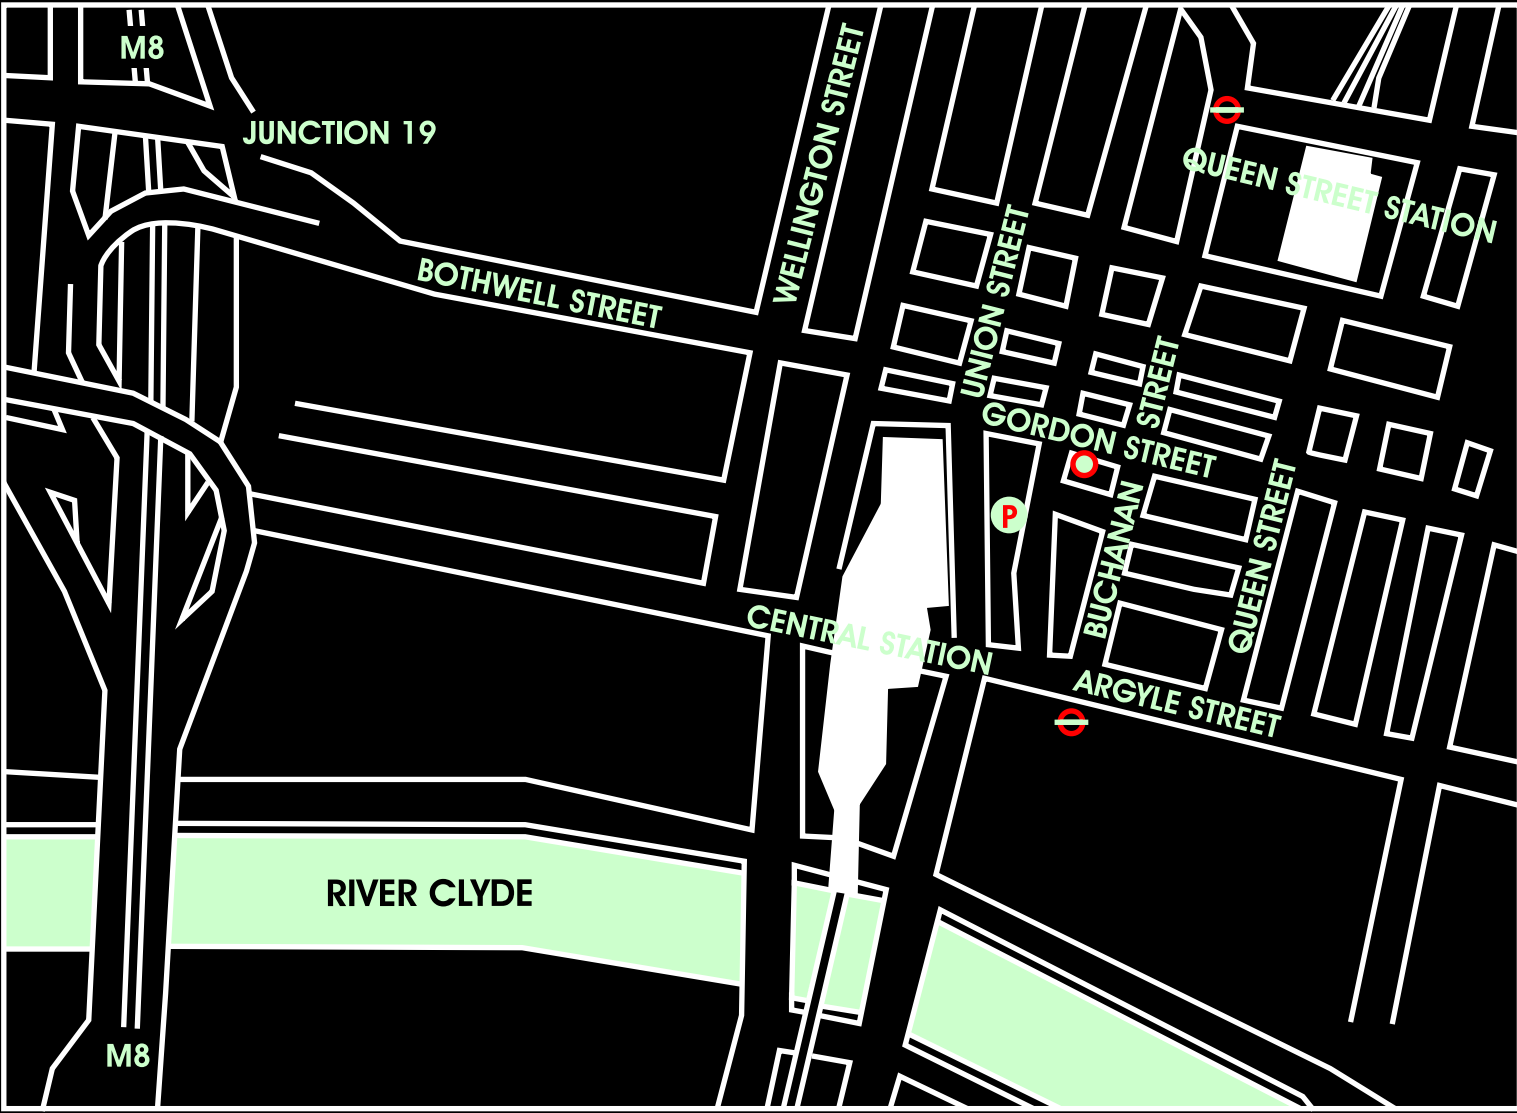 M8
JUNCTION 19
WELLINGTON STREET
QUEEN STREET STATION
BOTHWELL STREET
UNION STREET
GORDON STREET
BUCHANAN STREET
P
QUEEN STREET
CENTRAL STATION
ARGYLE STREET
RIVER CLYDE
M8